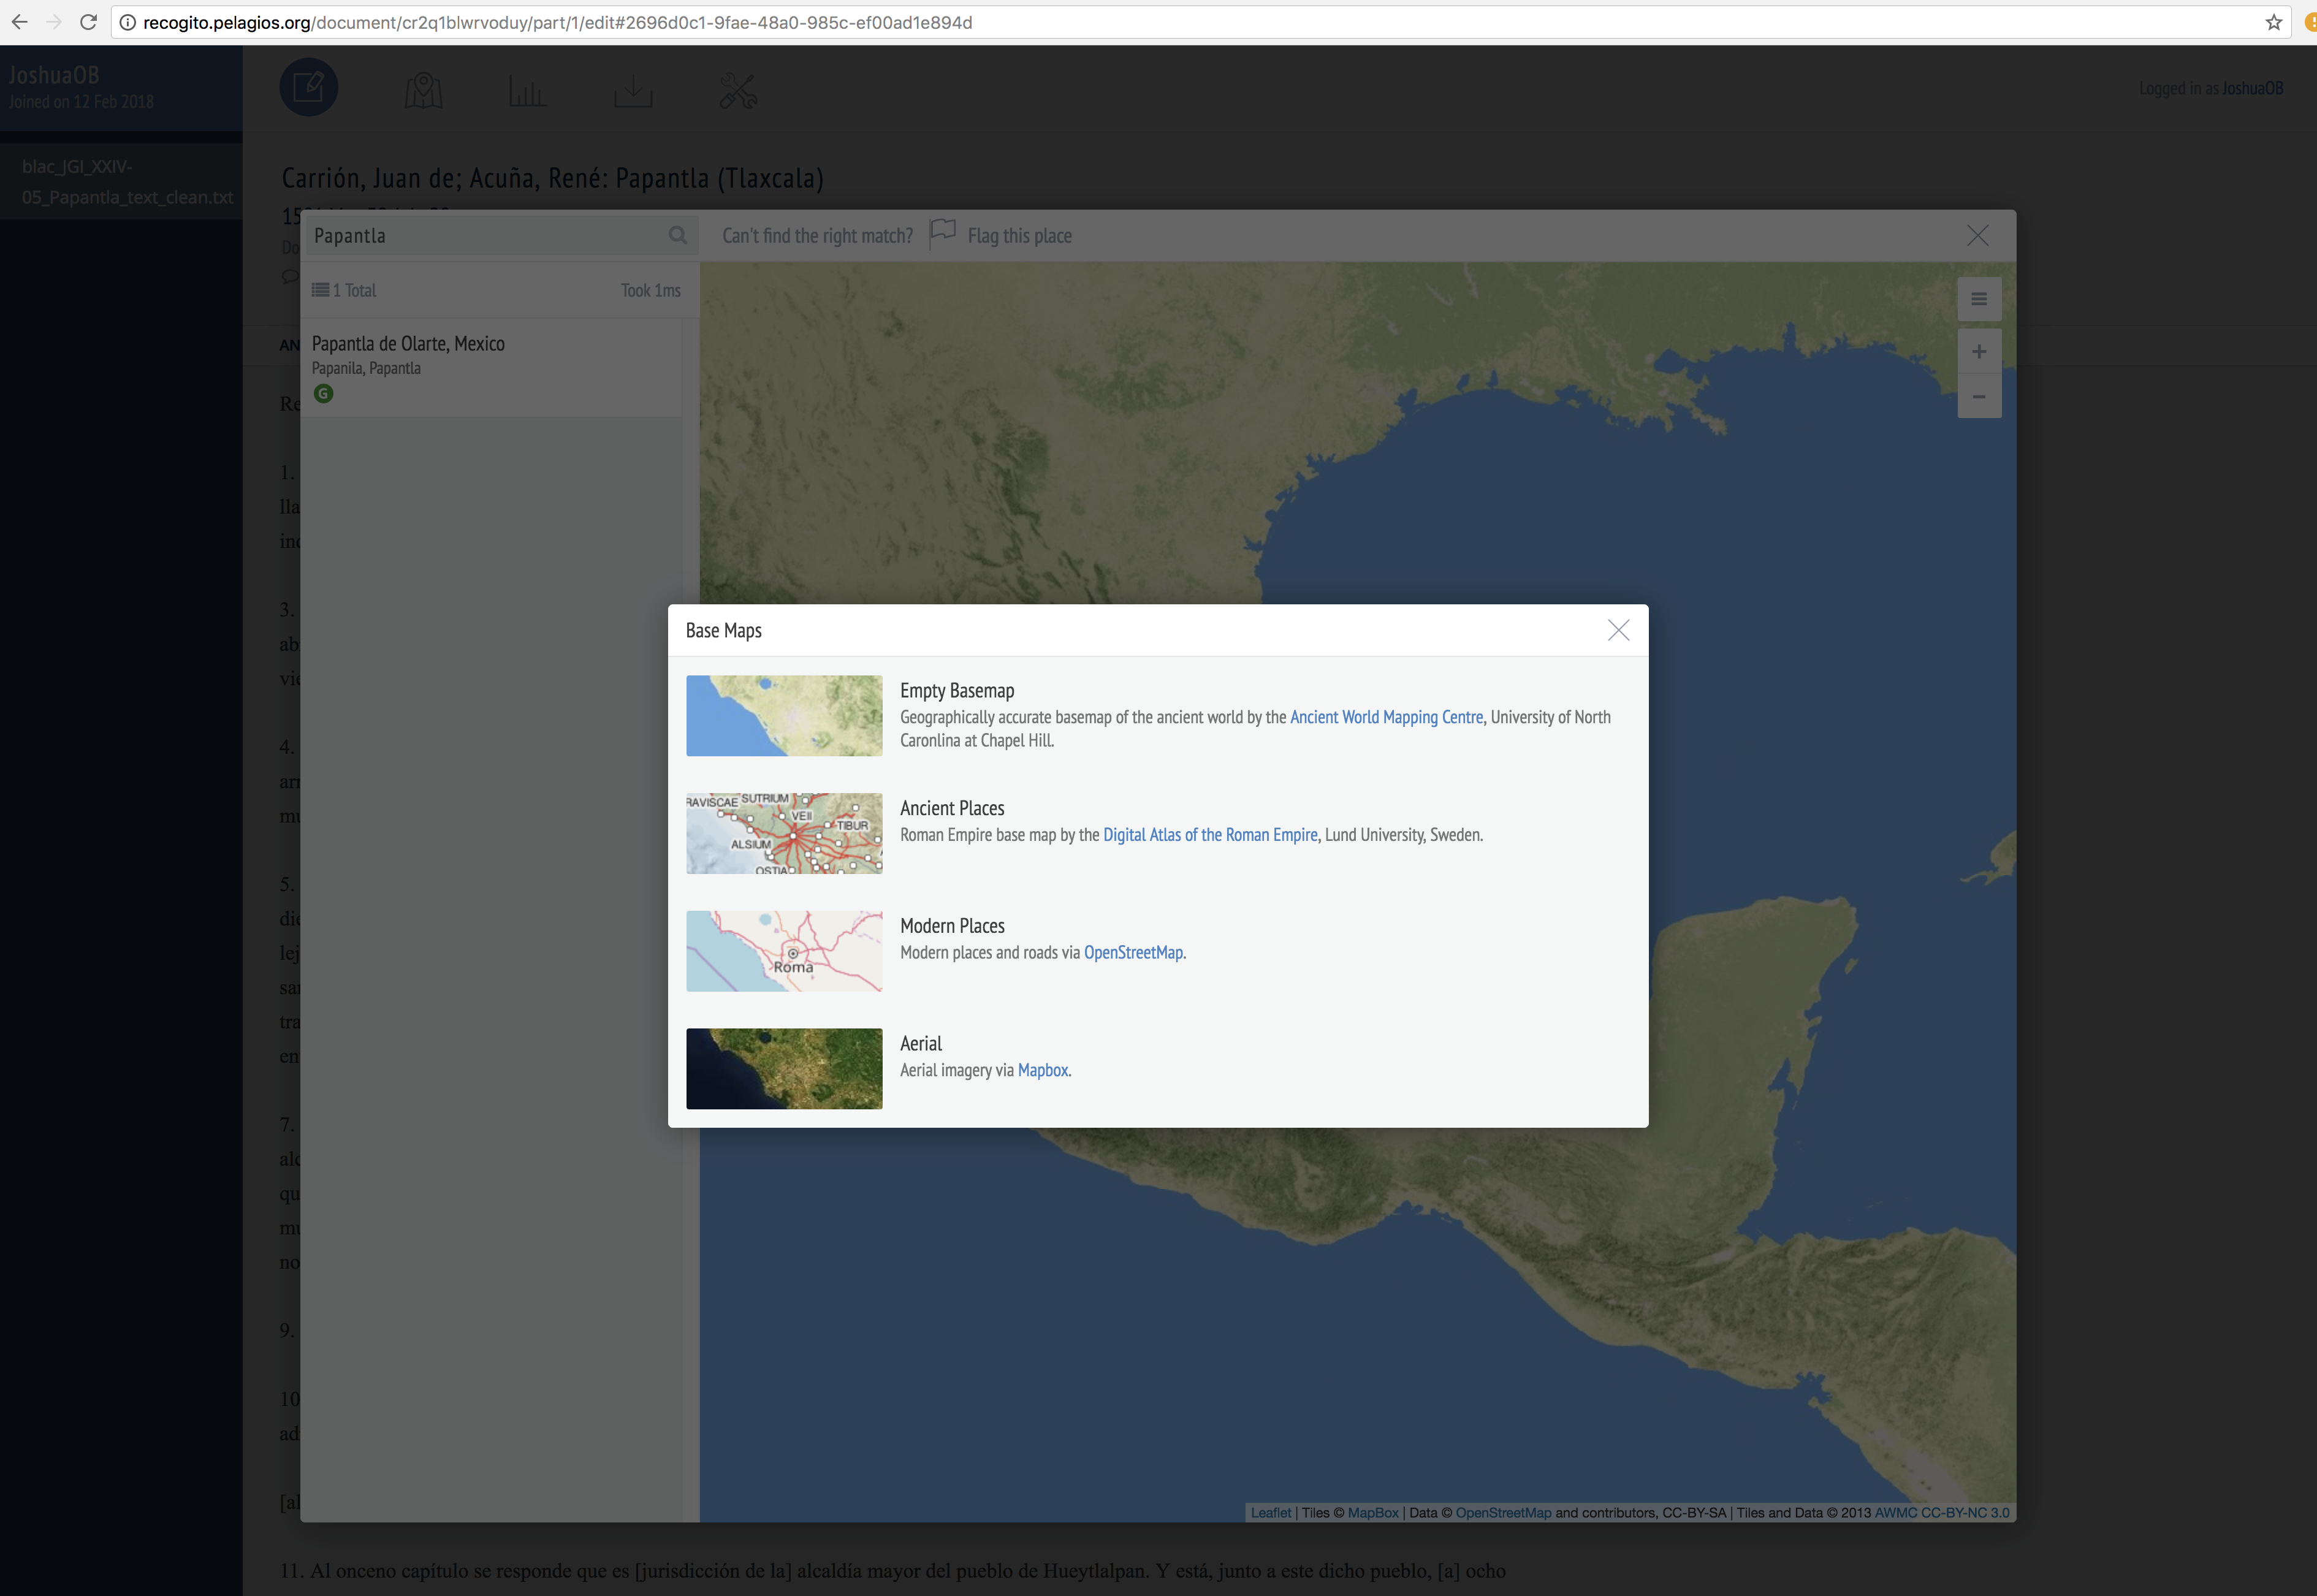 recogito.pelagios.org/document/cr2q1blwrvoduy/part/1/edit#2696d0c1-9fae-48a0-985c-ef00ad1e894d
JoshuaOB
Joined on 12 Feb 2018
Logged in as JoshuaOB
blac_JGI_XXIV-
05_Papantla_text_clean.txt
Carrión, Juan de; Acuña, René: Papantla (Tlaxcala)
Papantla
Can't find the right match? Flag this place
1 Total Took 1ms
Papantla de Olarte, Mexico
Papanila, Papantla
G
1.
3.
4.
5.
7.
9.
10
Base Maps
Empty Basemap
Geographically accurate basemap of the ancient world by the Ancient World Mapping Centre, University of North
Caronlina at Chapel Hill.
RAVISCAE SUTRIUM
VEII
TIBUR
ALSIUM
OSTIA
Ancient Places
Roman Empire base map by the Digital Atlas of the Roman Empire, Lund University, Sweden.
Roma
Modern Places
Modern places and roads via OpenStreetMap.
Aerial
Aerial imagery via Mapbox.
Leaflet | Tiles © MapBox | Data © OpenStreetMap and contributors, CC-BY-SA | Tiles and Data © 2013 AWMC CC-BY-NC 3.0
11. Al onceno capítulo se responde que es [jurisdicción de la] alcaldía mayor del pueblo de Hueytlalpan. Y está, junto a este dicho pueblo, [a] ocho